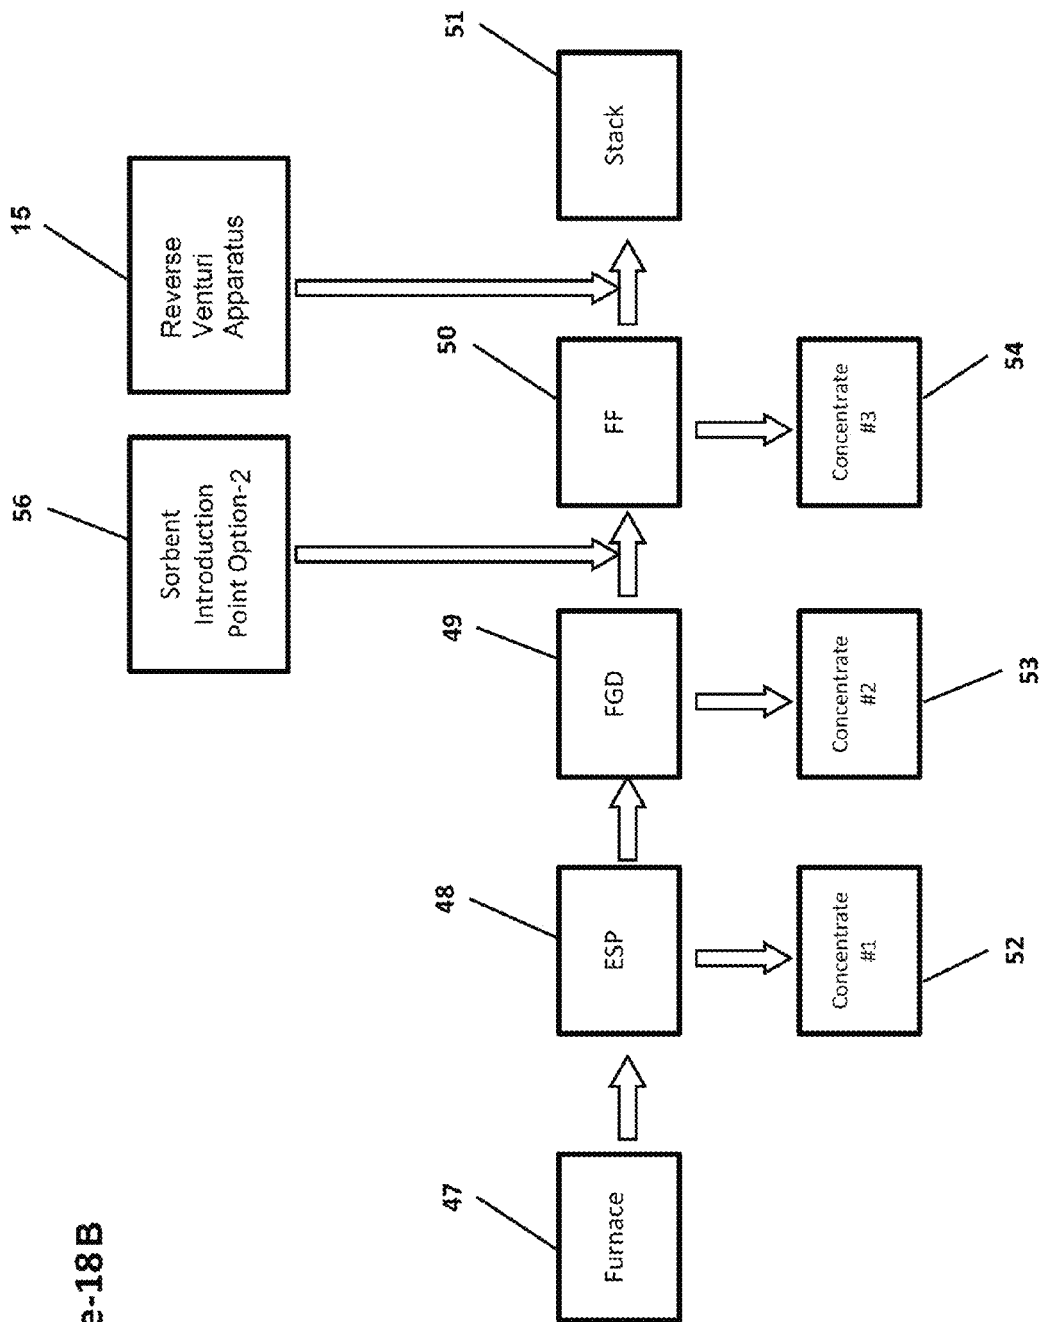 e-18B
56
15
Sorbent
Introduction
Point Option-2
Reverse
Venturi
Apparatus
47
48
49
50
51
Furnace
ESP
FGD
FF
Stack
Concentrate
#1
Concentrate
#2
Concentrate
#3
52
53
54